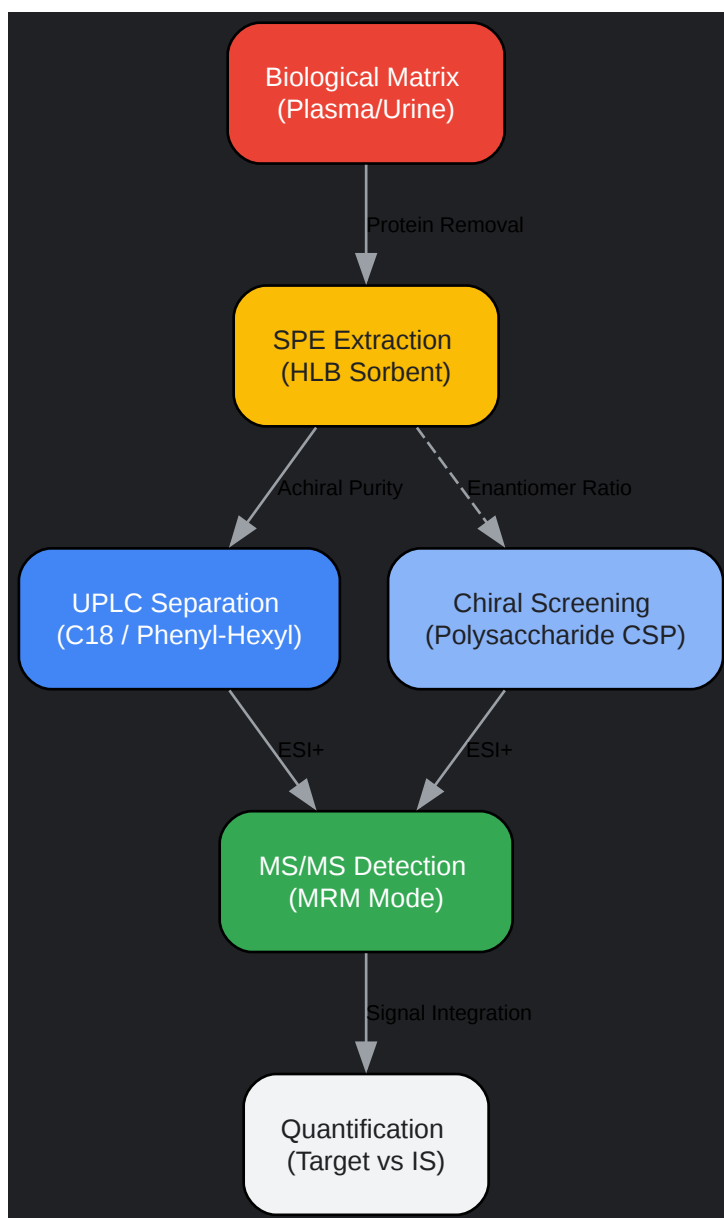 Biological Matrix
(Plasma/Urine)
Protein Removal
SPE Extraction
(HLB Sorbent)
Achiral Purity
Enantiomer Ratio
UPLC Separation
(C18 / Phenyl-Hexyl)
Chiral Screening
(Polysaccharide CSP)
ESI+
ESI+
MS/MS Detection
(MRM Mode)
Signal Integration
Quantification
(Target vs IS)